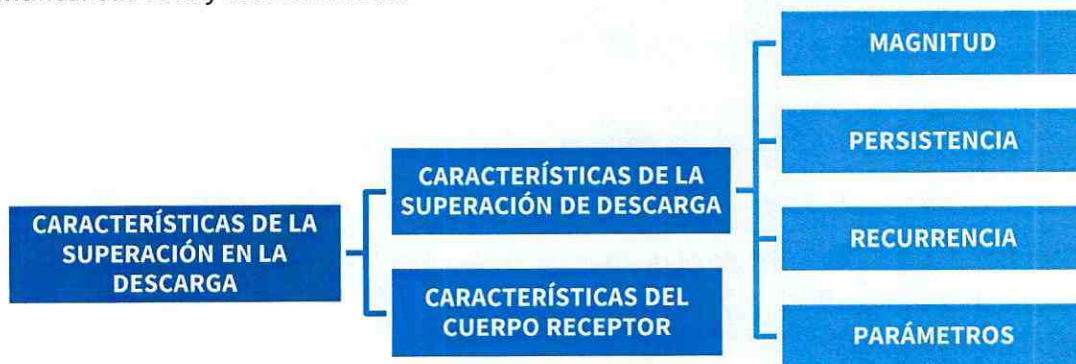 CARACTERÍSTICAS DE LA
SUPERACIÓN EN LA
DESCARGA
CARACTERÍSTICAS DE LA
SUPERACIÓN DE DESCARGA
CARACTERÍSTICAS DEL
CUERPO RECEPTOR
MAGNITUD
PERSISTENCIA
RECURRENCIA
PARÁMETROS